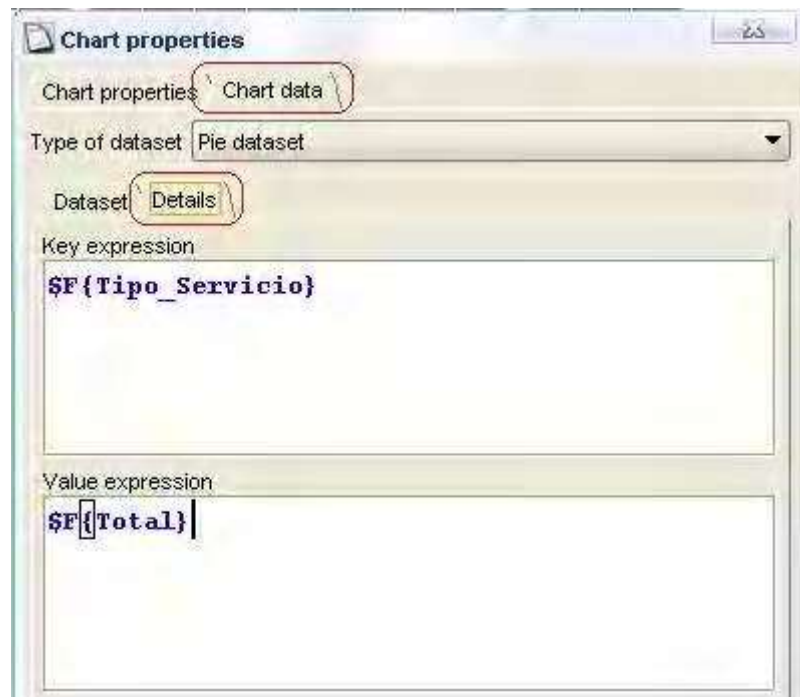 Chart properties
Chart properties Chart data
Type of dataset Pie dataset
Dataset Details
Key expression
$F{Tipo_Servicio}
Value expression
$F{Total}